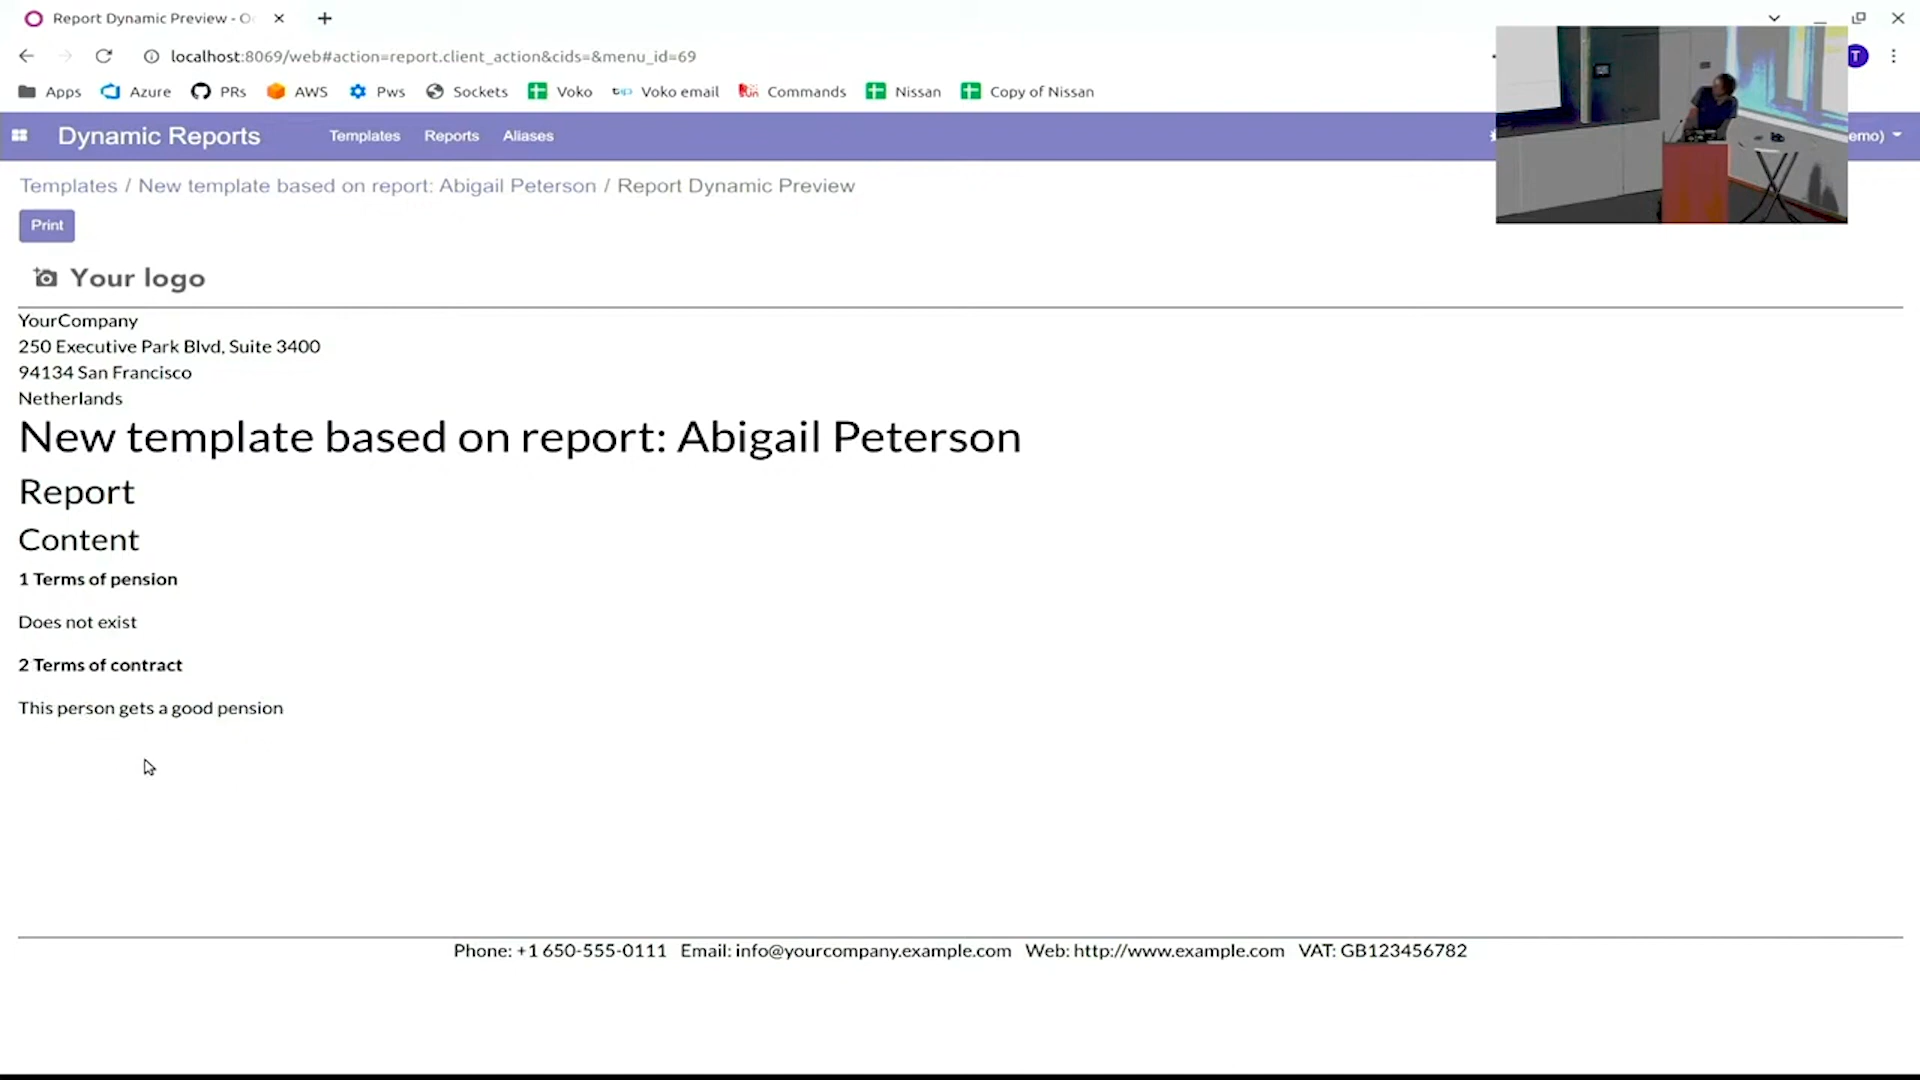 Report Dynamic Preview - O
localhost:8069/web#action=report.client_action&cids=&menu_id=69
T
Apps Azure PRs AWS Pws Sockets Voko Voko email Commands Nissan Copy of Nissan
Dynamic Reports Templates Reports Aliases emo)
Templates / New template based on report: Abigail Peterson / Report Dynamic Preview
Print
Your logo
YourCompany
250 Executive Park Blvd, Suite 3400
94134 San Francisco
Netherlands
New template based on report: Abigail Peterson
Report
Content
1 Terms of pension
Does not exist
2 Terms of contract
This person gets a good pension
Phone: +1 650-555-0111 Email: info@yourcompany.example.com Web: http://www.example.com VAT: GB123456782